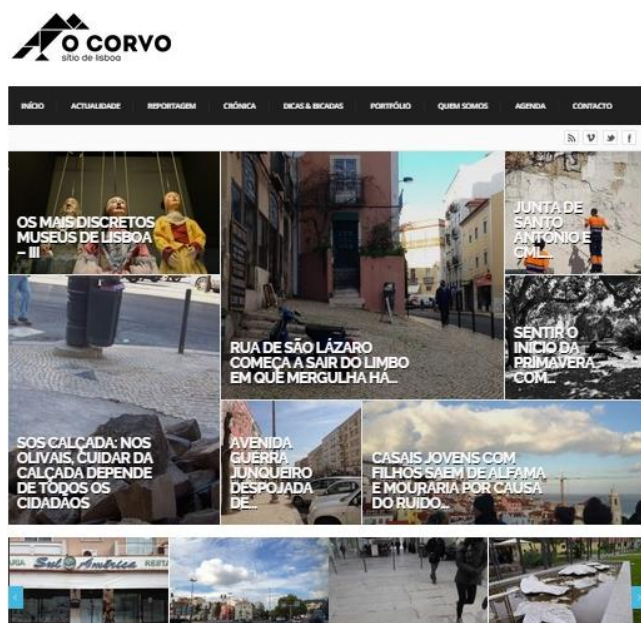 O CORVO
sítio de lisboa
INÍCIO ACTUALIDADE REPORTAGEM CRÓNICA DICAS & BICADAS PORTFÓLIO QUEM SOMOS AGENDA CONTACTO
OS MAIS DISCRETOS
MUSEUS DE LISBOA
– III
RUA DE SÃO LÁZARO
COMEÇA A SAIR DO LIMBO
EM QUE MERGULHA HÁ...
JUNTA DE
SANTO
ANTÓNIO E
CML...
SENTIR O
INÍCIO DA
PRIMAVERA
COM...
SOS CALÇADA: NOS
OLIVAIS, CUIDAR DA
CALÇADA DEPENDE
DE TODOS OS
CIDADÃOS
AVENIDA
GUERRA
JUNQUEIRO
DESPOJADA
DE...
CASAIS JOVENS COM
FILHOS SAEM DE ALFAMA
E MOURARIA POR CAUSA
DO RUÍDO...
Sul América